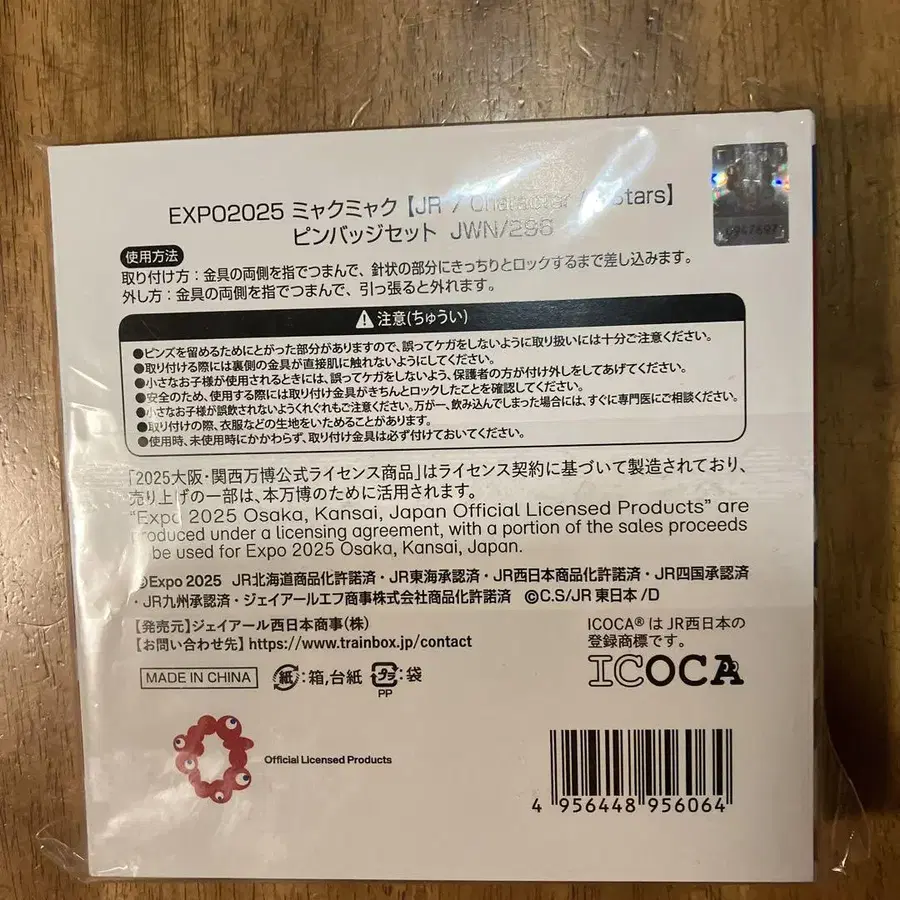 EXPO2025 ミャクミャク【JR / Character / Stars】
ピンバッジセット JWN/298
使用方法
取り付け方：金具の両側を指でつまんで、針状の部分にきっちりとロックするまで差し込みます。
外し方：金具の両側を指でつまんで、引っ張ると外れます。
注意(ちゅうい)
●ピンズを留めるためにとがった部分がありますので、誤ってケガをしないように取り扱いには十分ご注意ください。
●取り付ける際には裏側の金具が直接肌に触れないようにしてください。
●小さなお子様が使用されるときには、誤ってケガをしないよう、保護者の方が付け外しをしてあげてください。
●安全のため、使用する際には取り付け金具がきちんとロックしたことを確認してください。
●小さなお子様が誤飲されないようくれぐれもご注意ください。万が一、飲み込んでしまった場合には、すぐに専門医にご相談ください。
●取り付けの際、衣服などの生地をいためることがあります。
●使用時、未使用時にかかわらず、取り付け金具は必ず付けておいてください。
「2025大阪・関西万博公式ライセンス商品」はライセンス契約に基づいて製造されており、
売り上げの一部は、本万博のために活用されます。
“Expo 2025 Osaka, Kansai, Japan Official Licensed Products” are
produced under a licensing agreement, with a portion of the sales proceeds
be used for Expo 2025 Osaka, Kansai, Japan.
©Expo 2025 JR北海道商品化許諾済・JR東海承認済・JR西日本商品化許諾済・JR四国承認済
・JR九州承認済・ジェイアールエフ商事株式会社商品化許諾済 ©C.S/JR東日本/D
【発売元】ジェイアール西日本商事(株)
【お問い合わせ先】https://www.trainbox.jp/contact
ICOCA®はJR西日本の
登録商標です。
ICOCA
MADE IN CHINA
紙：箱,台紙 プラ：袋
PP
Official Licensed Products
4 956448 956064